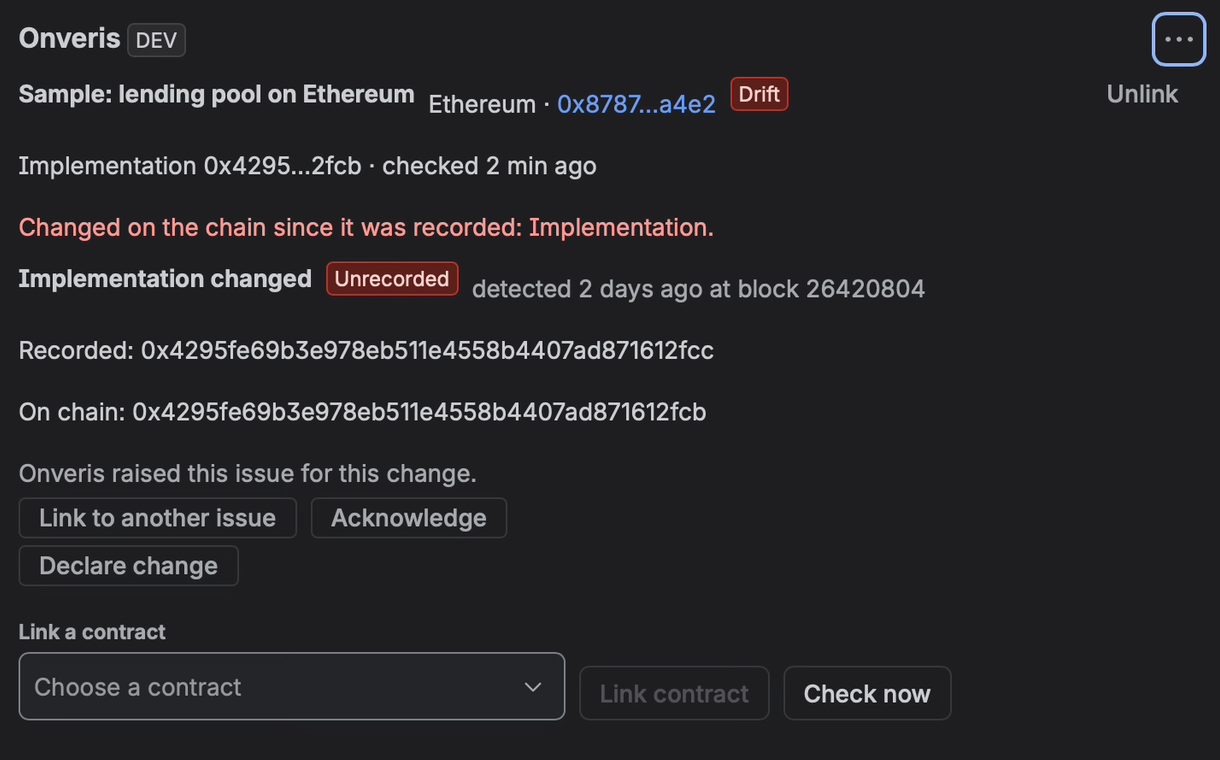 Onveris DEV
...
Sample: lending pool on Ethereum Ethereum · 0x8787...a4e2 Drift Unlink
Implementation 0x4295...2fcb · checked 2 min ago
Changed on the chain since it was recorded: Implementation.
Implementation changed Unrecorded detected 2 days ago at block 26420804
Recorded: 0x4295fe69b3e978eb511e4558b4407ad871612fcc
On chain: 0x4295fe69b3e978eb511e4558b4407ad871612fcb
Onveris raised this issue for this change.
Link to another issue Acknowledge
Declare change
Link a contract
Choose a contract Link contract Check now